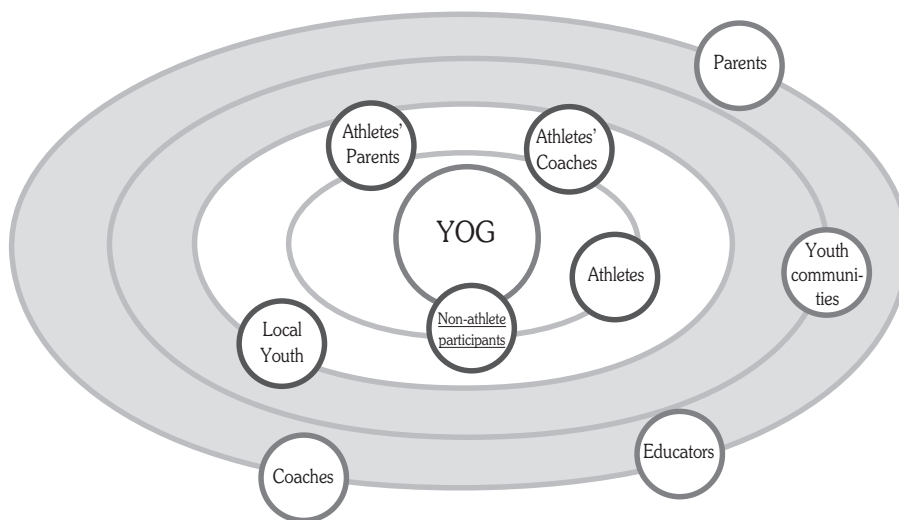 Parents
Athletes’
Parents
Athletes’
Coaches
YOG
Youth
communi-
ties
Athletes
Non-athlete
participants
Local
Youth
Educators
Coaches